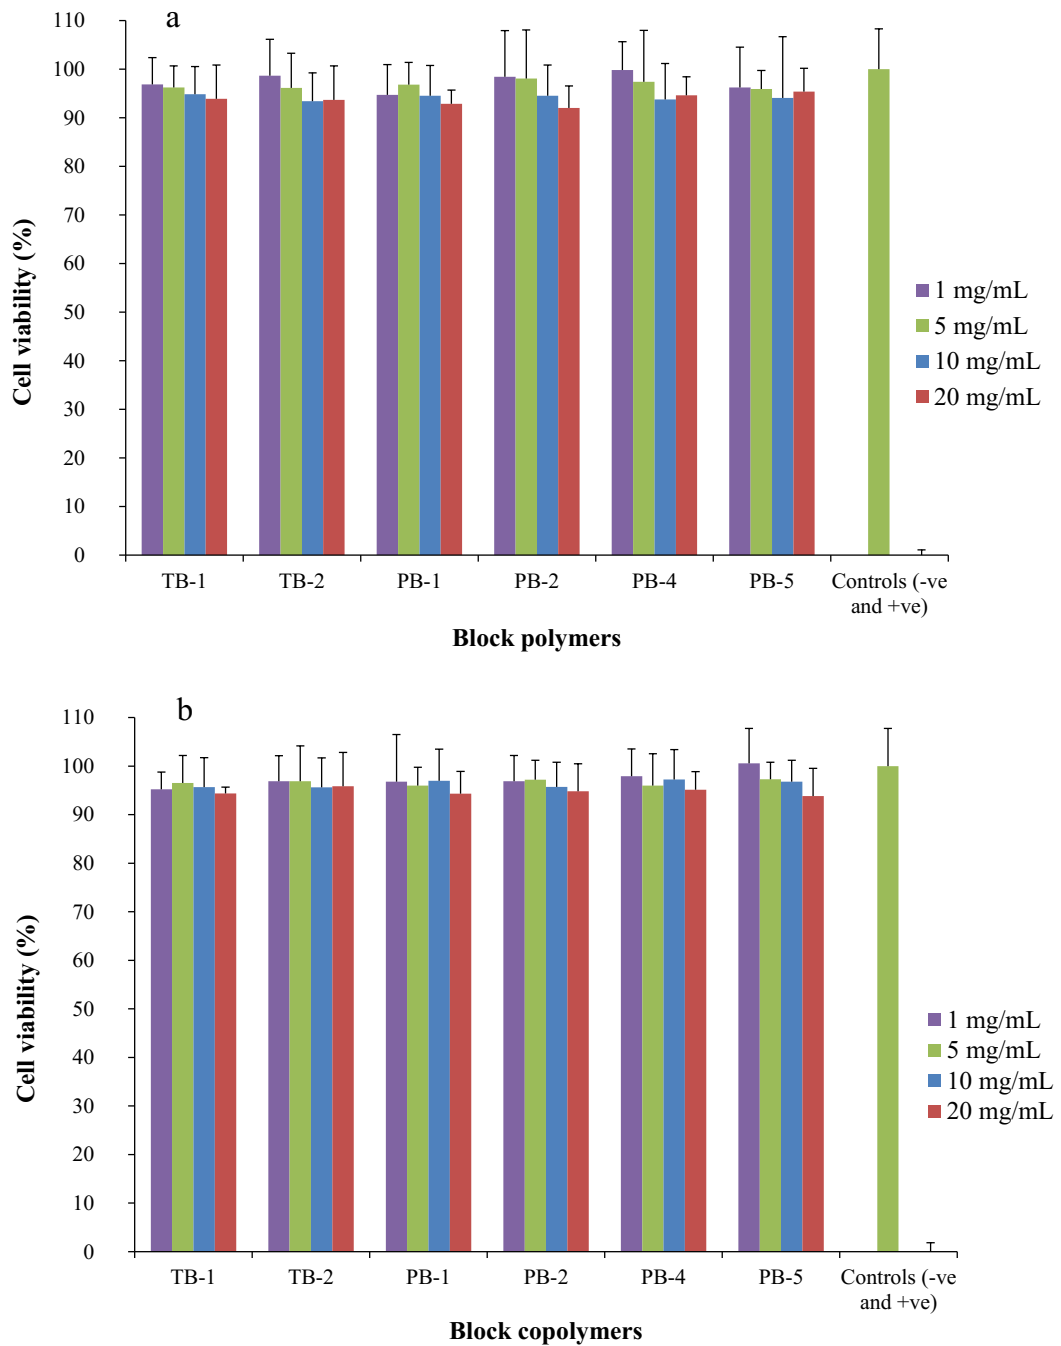 a
110
100
90
80
70
60
50
40
30
20
10
0
Cell viability (%)
TB-1
TB-2
PB-1
PB-2
PB-4
PB-5
Controls (-ve
and +ve)
Block polymers
1 mg/mL
5 mg/mL
10 mg/mL
20 mg/mL
b
110
100
90
80
70
60
50
40
30
20
10
0
Cell viability (%)
TB-1
TB-2
PB-1
PB-2
PB-4
PB-5
Controls (-ve
and +ve)
Block copolymers
1 mg/mL
5 mg/mL
10 mg/mL
20 mg/mL